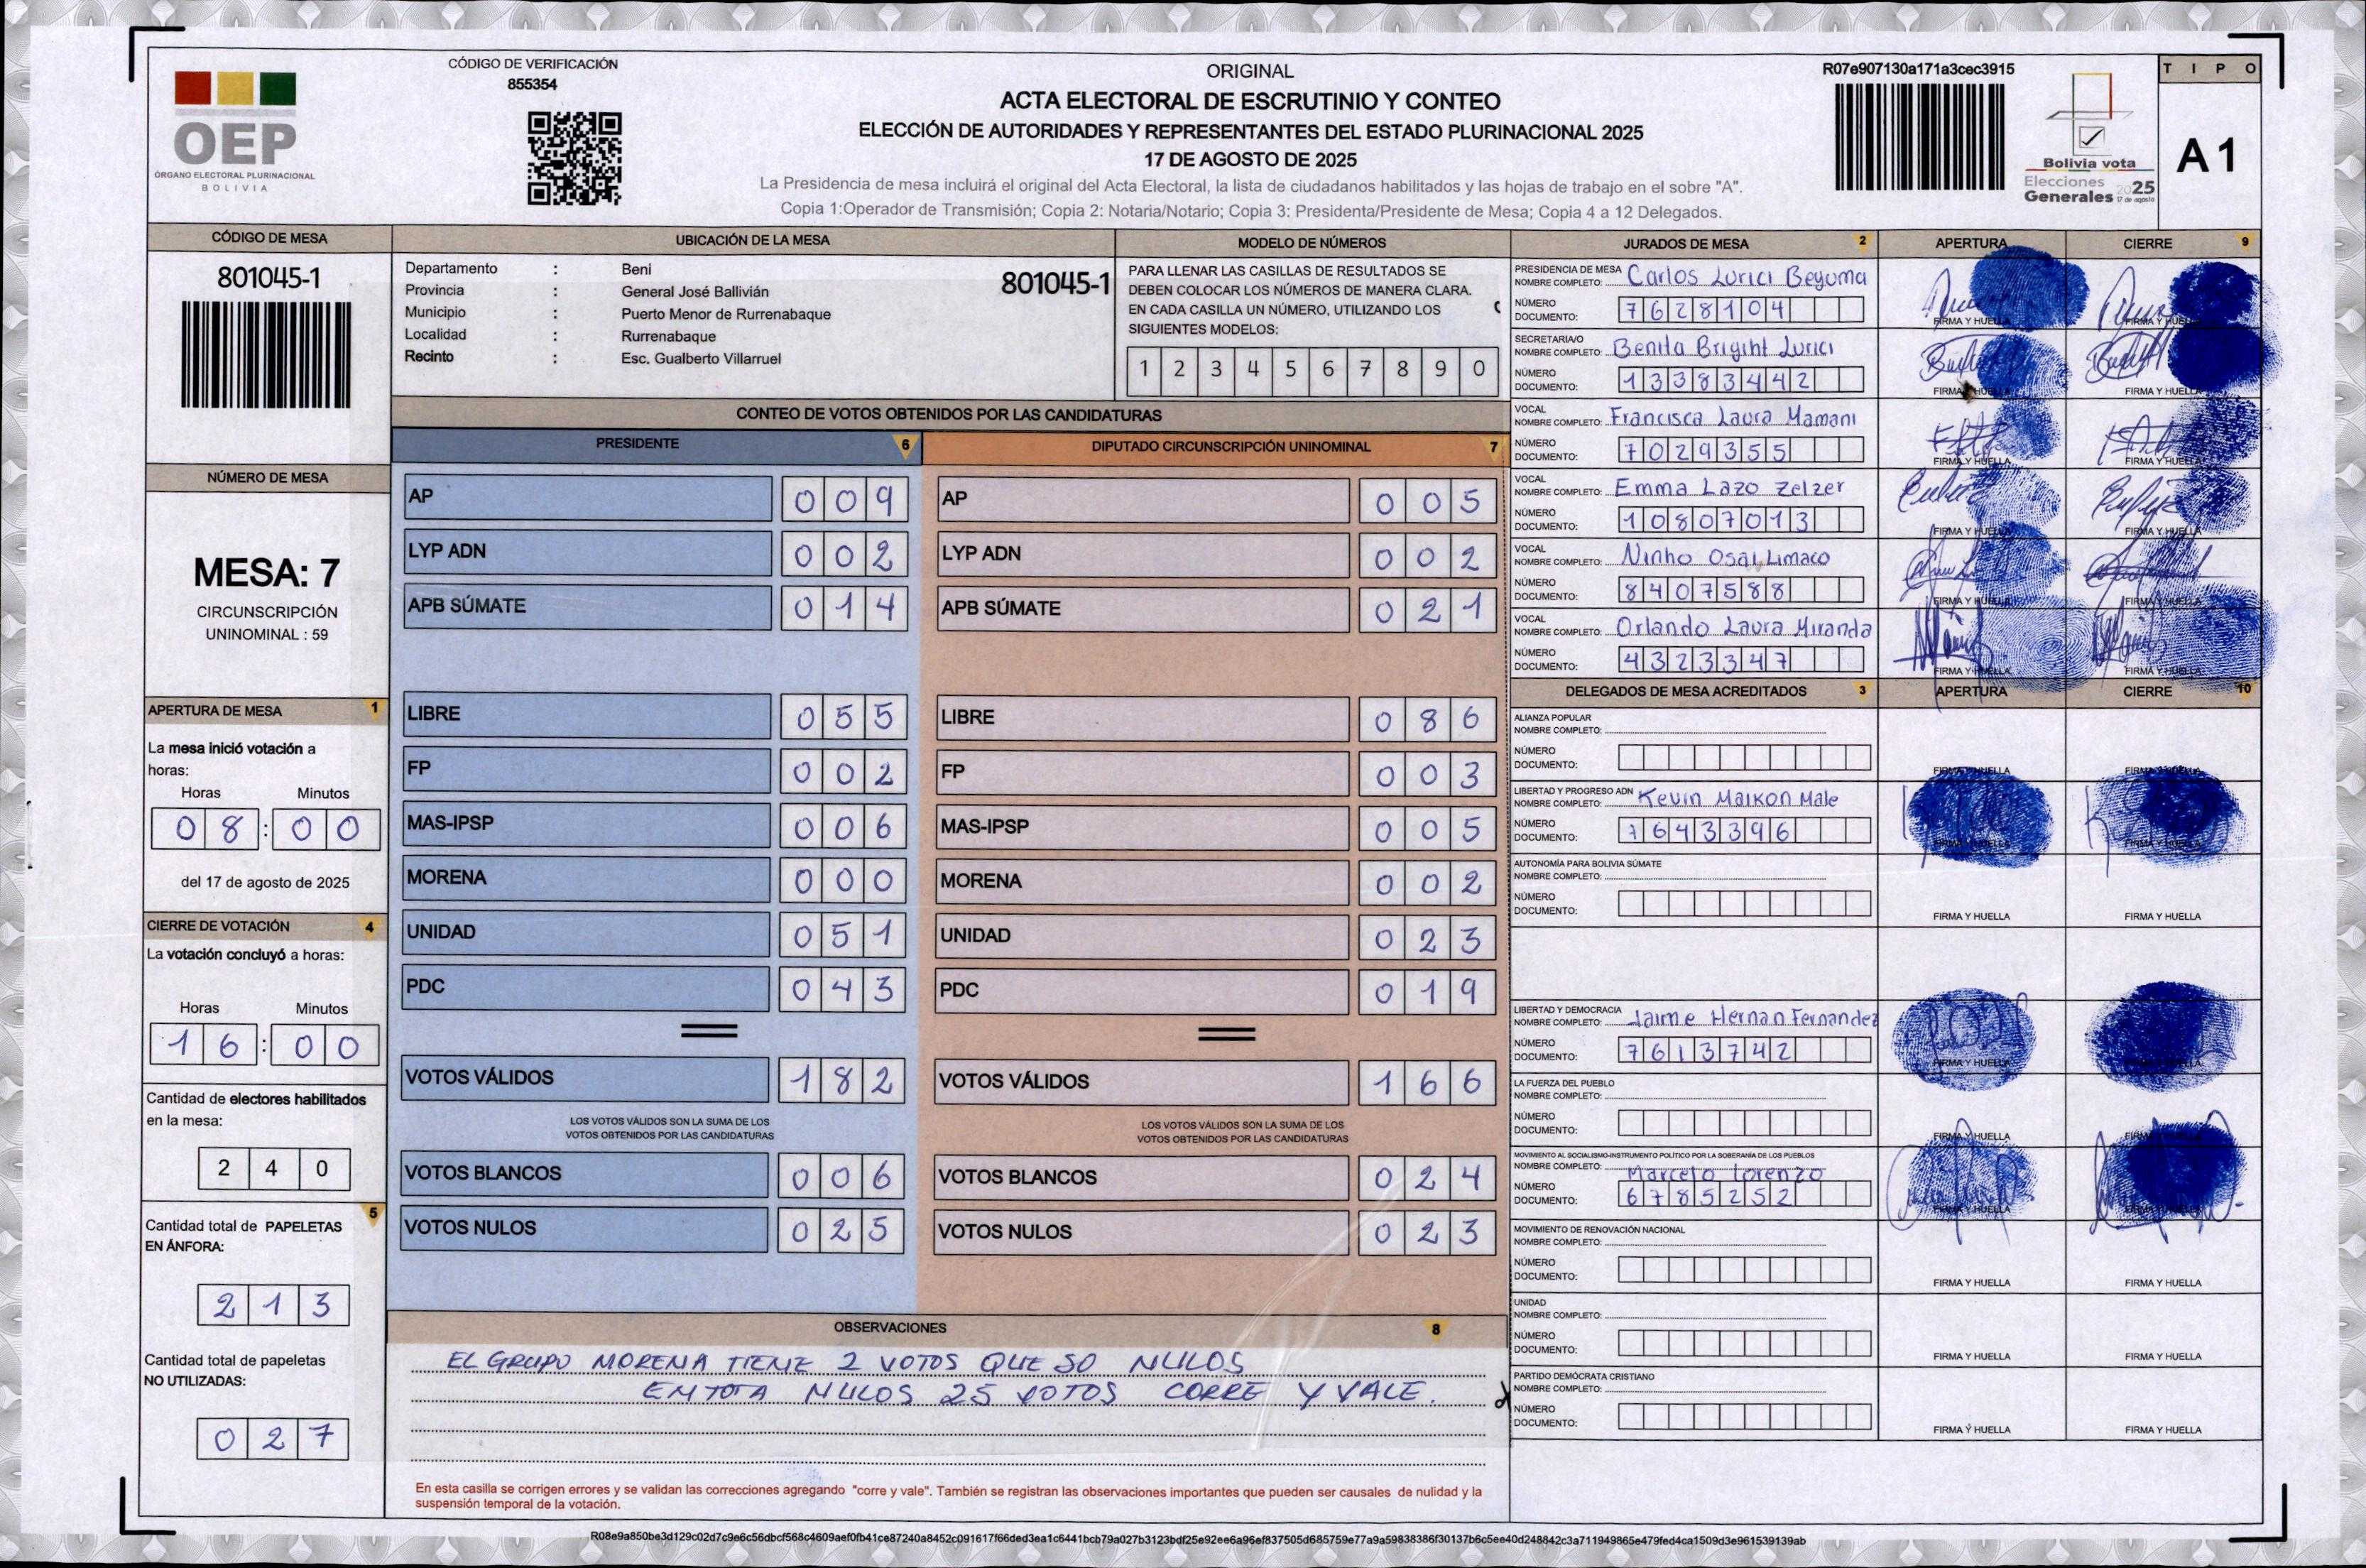 CÓDIGO DE VERIFICACIÓN
855354
OEP
ÓRGANO ELECTORAL PLURINACIONAL
BOLIVIA
ORIGINAL
ACTA ELECTORAL DE ESCRUTINIO Y CONTEO
ELECCIÓN DE AUTORIDADES Y REPRESENTANTES DEL ESTADO PLURINACIONAL 2025
17 DE AGOSTO DE 2025
La Presidencia de mesa incluirá el original del Acta Electoral, la lista de ciudadanos habilitados y las hojas de trabajo en el sobre "A".
Copia 1:Operador de Transmisión; Copia 2: Notaria/Notario; Copia 3: Presidenta/Presidente de Mesa; Copia 4 a 12 Delegados.
R07e907130a171a3cec3915
Bolivia vota
Elecciones
Generales 2025
17 de agosto
TIPO
A 1
CÓDIGO DE MESA
801045-1
NÚMERO DE MESA
MESA: 7
CIRCUNSCRIPCIÓN
UNINOMINAL : 59
APERTURA DE MESA 1
La mesa inició votación a
horas:
Horas Minutos
08:00
del 17 de agosto de 2025
CIERRE DE VOTACIÓN 4
La votación concluyó a horas:
Horas Minutos
16:00
Cantidad de electores habilitados
en la mesa:
240
5
Cantidad total de PAPELETAS
EN ÁNFORA:
213
Cantidad total de papeletas
NO UTILIZADAS:
027
UBICACIÓN DE LA MESA
Departamento : Beni
801045-1
Provincia : General José Ballivián
Municipio : Puerto Menor de Rurrenabaque
Localidad : Rurrenabaque
Recinto : Esc. Gualberto Villarruel
MODELO DE NÚMEROS
PARA LLENAR LAS CASILLAS DE RESULTADOS SE
DEBEN COLOCAR LOS NÚMEROS DE MANERA CLARA.
EN CADA CASILLA UN NÚMERO, UTILIZANDO LOS
SIGUIENTES MODELOS:
1 2 3 4 5 6 7 8 9 0
CONTEO DE VOTOS OBTENIDOS POR LAS CANDIDATURAS
PRESIDENTE 6
AP 009
LYP ADN 002
APB SÚMATE 014
LIBRE 055
FP 002
MAS-IPSP 006
MORENA 000
UNIDAD 051
PDC 043
VOTOS VÁLIDOS 182
LOS VOTOS VÁLIDOS SON LA SUMA DE LOS
VOTOS OBTENIDOS POR LAS CANDIDATURAS
VOTOS BLANCOS 006
VOTOS NULOS 025
DIPUTADO CIRCUNSCRIPCIÓN UNINOMINAL 7
AP 005
LYP ADN 002
APB SÚMATE 021
LIBRE 086
FP 003
MAS-IPSP 005
MORENA 002
UNIDAD 023
PDC 019
VOTOS VÁLIDOS 166
LOS VOTOS VÁLIDOS SON LA SUMA DE LOS
VOTOS OBTENIDOS POR LAS CANDIDATURAS
VOTOS BLANCOS 024
VOTOS NULOS 023
OBSERVACIONES 8
EL GRUPO MORENA TIENE 2 VOTOS QUE SO NULOS
EN TOTA NULOS 25 VOTOS CORRE Y VALE.
En esta casilla se corrigen errores y se validan las correcciones agregando "corre y vale". También se registran las observaciones importantes que pueden ser causales de nulidad y la
suspensión temporal de la votación.
JURADOS DE MESA 2 APERTURA CIERRE 9
PRESIDENCIA DE MESA
NOMBRE COMPLETO: Carlos Lurici Beyuma
NÚMERO
DOCUMENTO: 7628104
FIRMA Y HUELLA FIRMA Y HUELLA
SECRETARIA/O
NOMBRE COMPLETO: Benita Brigiht Lurici
NÚMERO
DOCUMENTO: 13383442
FIRMA Y HUELLA FIRMA Y HUELLA
VOCAL
NOMBRE COMPLETO: Francisca Laura Mamani
NÚMERO
DOCUMENTO: 7029355
FIRMA Y HUELLA FIRMA Y HUELLA
VOCAL
NOMBRE COMPLETO: Emma Lazo Zelzer
NÚMERO
DOCUMENTO: 10807013
FIRMA Y HUELLA FIRMA Y HUELLA
VOCAL
NOMBRE COMPLETO: Ninho Osai Limaco
NÚMERO
DOCUMENTO: 8407588
FIRMA Y HUELLA FIRMA Y HUELLA
VOCAL
NOMBRE COMPLETO: Orlando Laura Miranda
NÚMERO
DOCUMENTO: 4323347
FIRMA Y HUELLA FIRMA Y HUELLA
DELEGADOS DE MESA ACREDITADOS 3 APERTURA CIERRE 10
ALIANZA POPULAR
NOMBRE COMPLETO:
NÚMERO
DOCUMENTO:
FIRMA Y HUELLA FIRMA Y HUELLA
LIBERTAD Y PROGRESO ADN
NOMBRE COMPLETO: Kevin Maikon Male
NÚMERO
DOCUMENTO: 7643396
FIRMA Y HUELLA FIRMA Y HUELLA
AUTONOMÍA PARA BOLIVIA SÚMATE
NOMBRE COMPLETO:
NÚMERO
DOCUMENTO:
FIRMA Y HUELLA FIRMA Y HUELLA
LIBERTAD Y DEMOCRACIA
NOMBRE COMPLETO: Jaime Hernan Fernandez
NÚMERO
DOCUMENTO: 7613742
FIRMA Y HUELLA FIRMA Y HUELLA
LA FUERZA DEL PUEBLO
NOMBRE COMPLETO:
NÚMERO
DOCUMENTO:
FIRMA Y HUELLA FIRMA Y HUELLA
MOVIMIENTO AL SOCIALISMO-INSTRUMENTO POLÍTICO POR LA SOBERANÍA DE LOS PUEBLOS
NOMBRE COMPLETO: Marcelo Lorenzo
NÚMERO
DOCUMENTO: 6785252
FIRMA Y HUELLA FIRMA Y HUELLA
MOVIMIENTO DE RENOVACIÓN NACIONAL
NOMBRE COMPLETO:
NÚMERO
DOCUMENTO:
FIRMA Y HUELLA FIRMA Y HUELLA
UNIDAD
NOMBRE COMPLETO:
NÚMERO
DOCUMENTO:
FIRMA Y HUELLA FIRMA Y HUELLA
PARTIDO DEMÓCRATA CRISTIANO
NOMBRE COMPLETO:
NÚMERO
DOCUMENTO:
FIRMA Y HUELLA FIRMA Y HUELLA